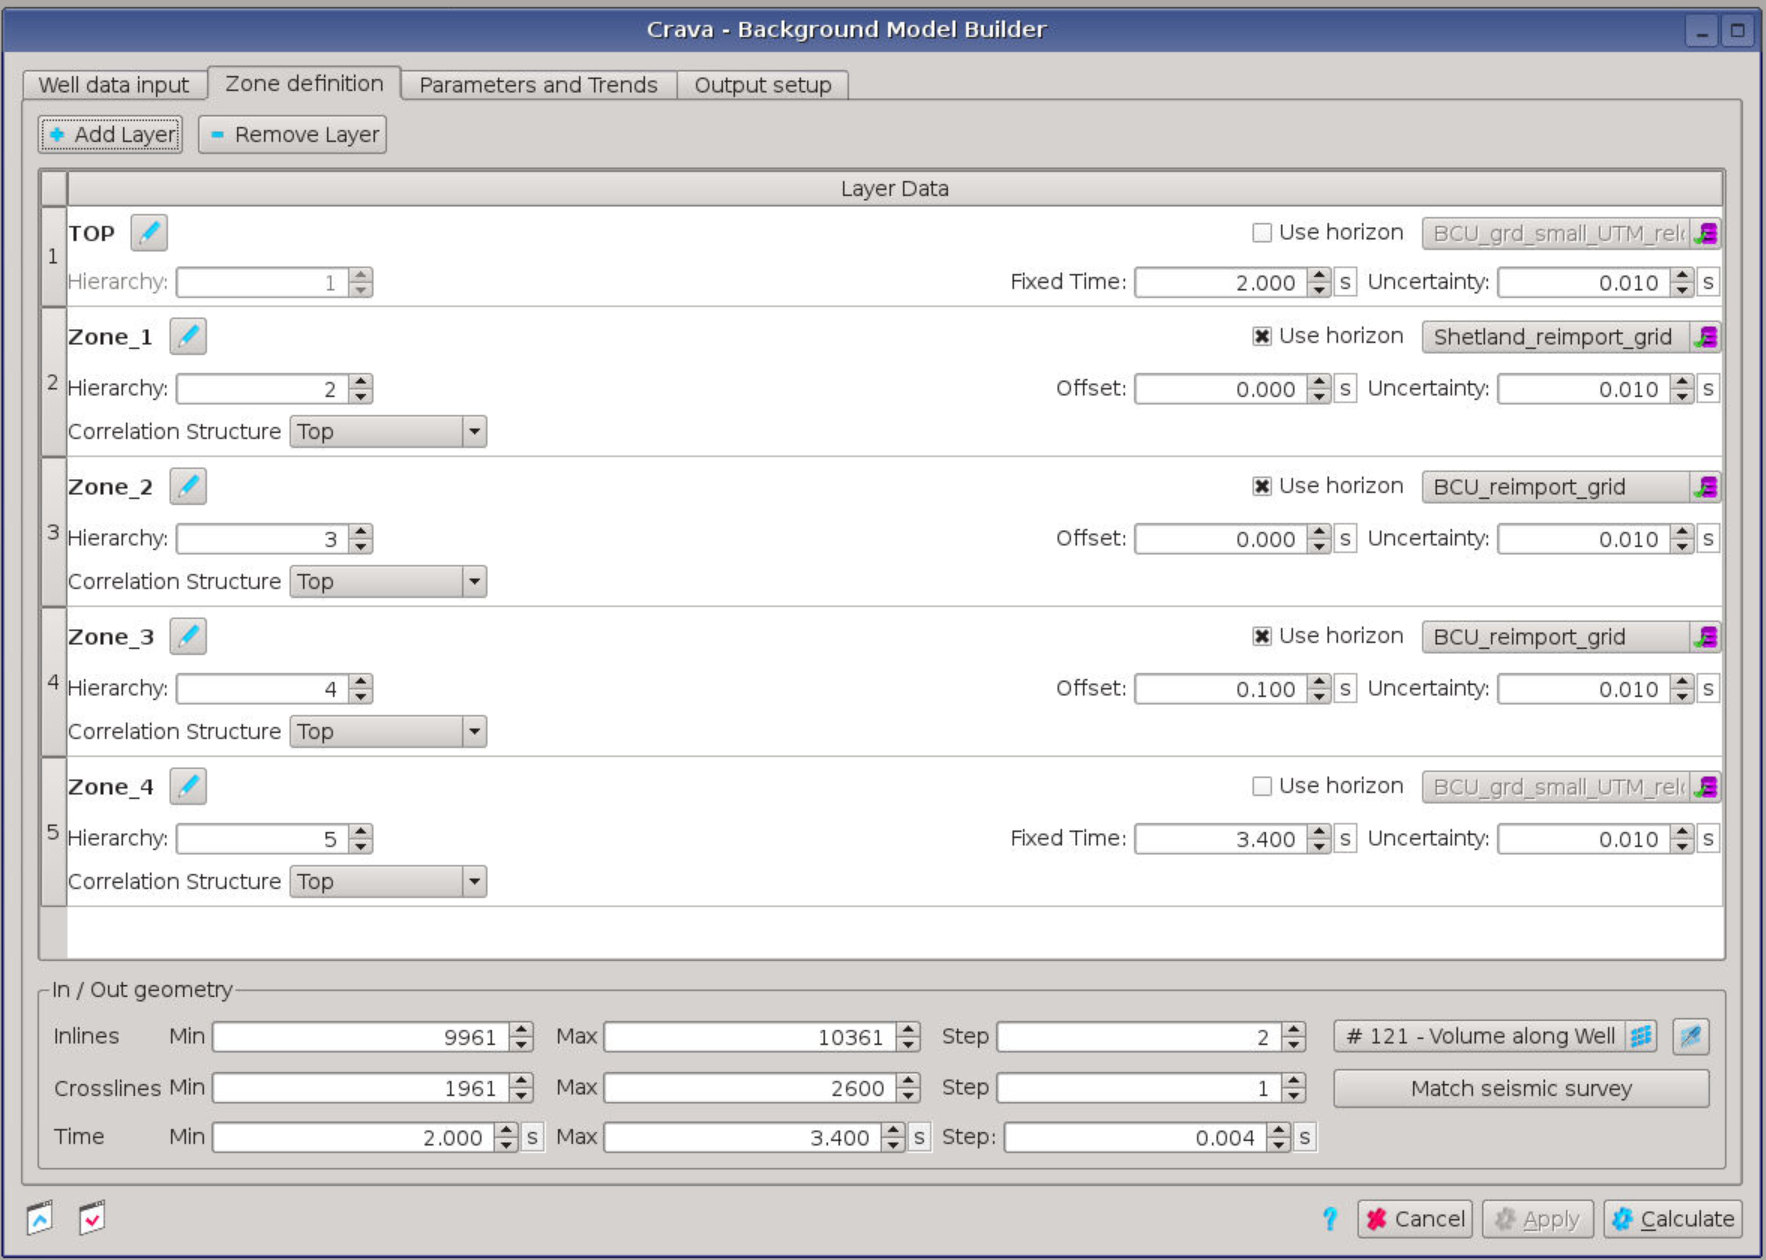 Crava - Background Model Builder
Well data input Zone definition Parameters and Trends Output setup
Add Layer Remove Layer
Layer Data
1 TOP Use horizon BCU_grd_small_UTM_relo
Hierarchy: 1 Fixed Time: 2.000 s Uncertainty: 0.010 s
2 Zone_1 Use horizon Shetland_reimport_grid
Hierarchy: 2 Offset: 0.000 s Uncertainty: 0.010 s
Correlation Structure Top
3 Zone_2 Use horizon BCU_reimport_grid
Hierarchy: 3 Offset: 0.000 s Uncertainty: 0.010 s
Correlation Structure Top
4 Zone_3 Use horizon BCU_reimport_grid
Hierarchy: 4 Offset: 0.100 s Uncertainty: 0.010 s
Correlation Structure Top
5 Zone_4 Use horizon BCU_grd_small_UTM_relo
Hierarchy: 5 Fixed Time: 3.400 s Uncertainty: 0.010 s
Correlation Structure Top
In / Out geometry
Inlines Min 9961 Max 10361 Step 2 # 121 - Volume along Well
Crosslines Min 1961 Max 2600 Step 1 Match seismic survey
Time Min 2.000 s Max 3.400 s Step: 0.004 s
? Cancel Apply Calculate